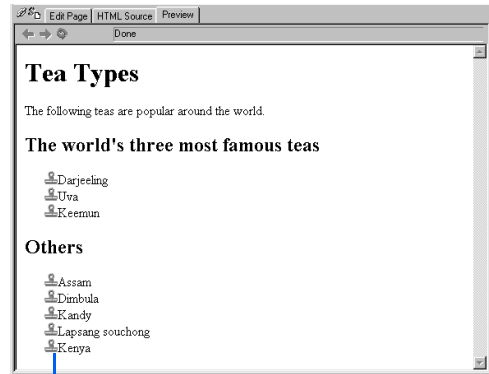 Edit Page HTML Source Preview
Done
Tea Types
The following teas are popular around the world.
The world's three most famous teas
Darjeeling
Uva
Keemun
Others
Assam
Dimbula
Kandy
Lapsang souchong
Kenya